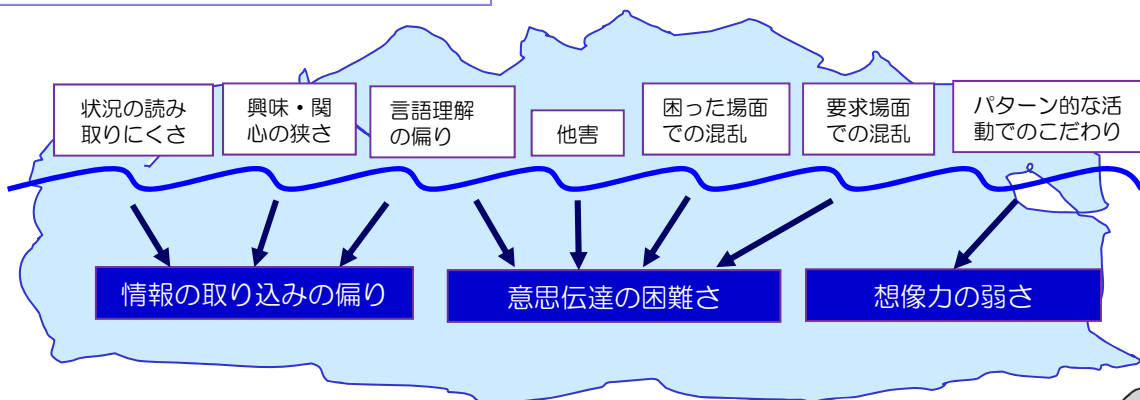 状況の読み
取りにくさ
興味・関
心の狭さ
言語理解
の偏り
他害
困った場面
での混乱
要求場面
での混乱
パターン的な活
動でのこだわり
情報の取り込みの偏り
意思伝達の困難さ
想像力の弱さ